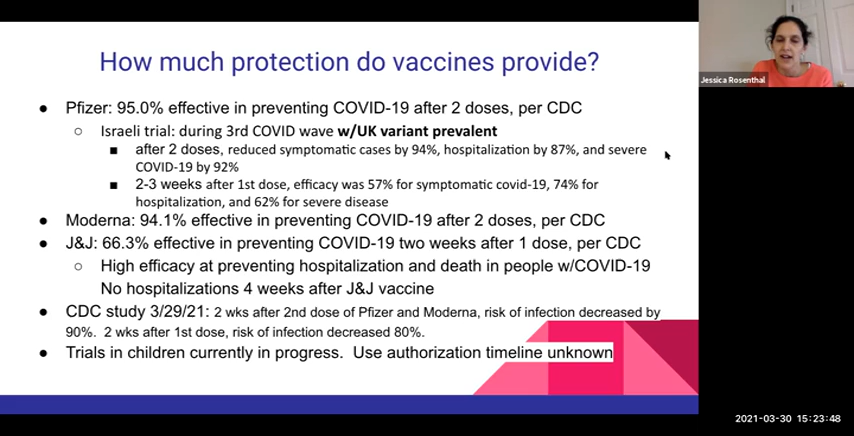 How much protection do vaccines provide?
● Pfizer: 95.0% effective in preventing COVID-19 after 2 doses, per CDC
○ Israeli trial: during 3rd COVID wave w/UK variant prevalent
■ after 2 doses, reduced symptomatic cases by 94%, hospitalization by 87%, and severe
COVID-19 by 92%
■ 2-3 weeks after 1st dose, efficacy was 57% for symptomatic covid-19, 74% for
hospitalization, and 62% for severe disease
● Moderna: 94.1% effective in preventing COVID-19 after 2 doses, per CDC
● J&J: 66.3% effective in preventing COVID-19 two weeks after 1 dose, per CDC
○ High efficacy at preventing hospitalization and death in people w/COVID-19
No hospitalizations 4 weeks after J&J vaccine
● CDC study 3/29/21: 2 wks after 2nd dose of Pfizer and Moderna, risk of infection decreased by
90%. 2 wks after 1st dose, risk of infection decreased 80%.
● Trials in children currently in progress. Use authorization timeline unknown
Jessica Rosenthal
2021-03-30 15:23:48